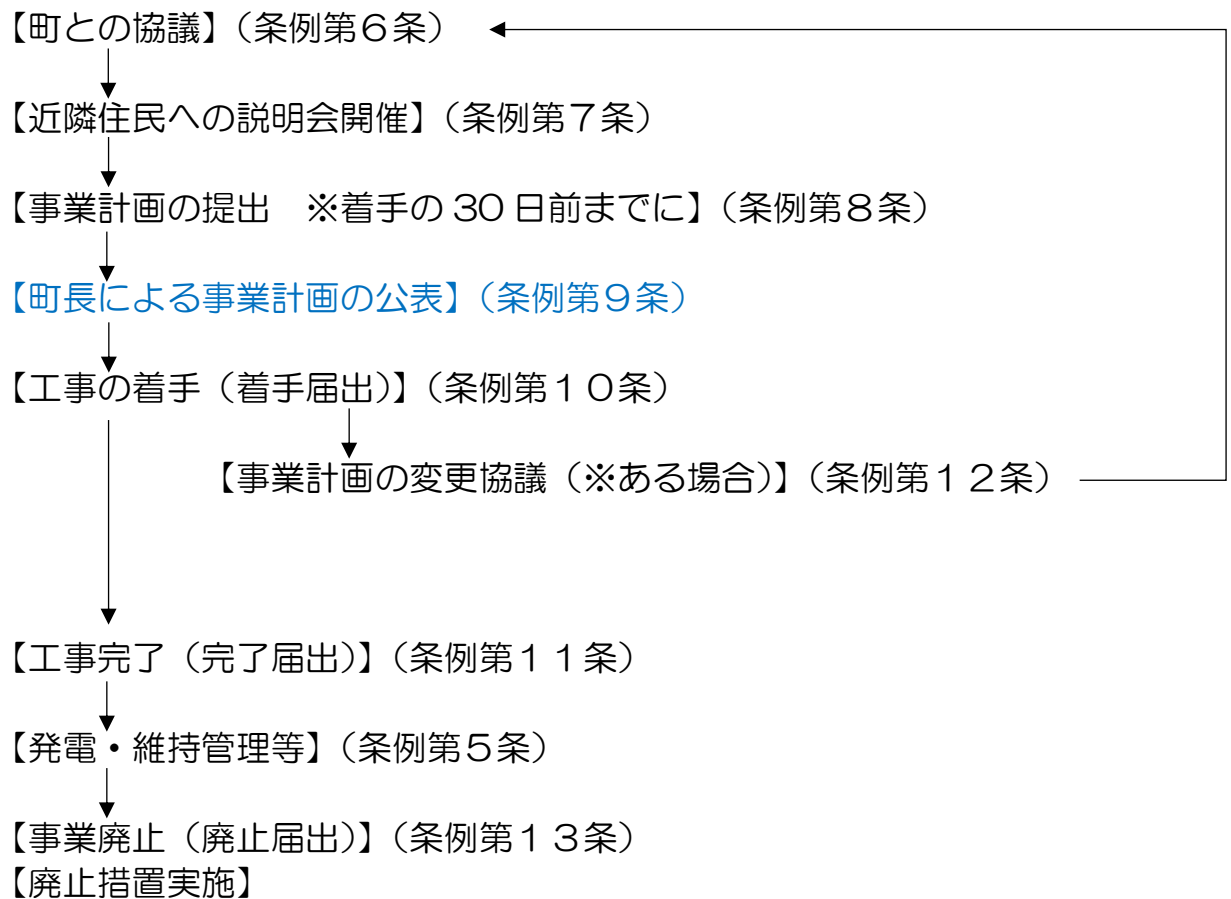 【町との協議】（条例第６条）
【近隣住民への説明会開催】（条例第７条）
【事業計画の提出　※着手の 30 日前までに】（条例第８条）
【町長による事業計画の公表】（条例第９条）
【工事の着手（着手届出）】（条例第１０条）
【事業計画の変更協議（※ある場合）】（条例第１２条）
【工事完了（完了届出）】（条例第１１条）
【発電・維持管理等】（条例第５条）
【事業廃止（廃止届出）】（条例第１３条）
【廃止措置実施】